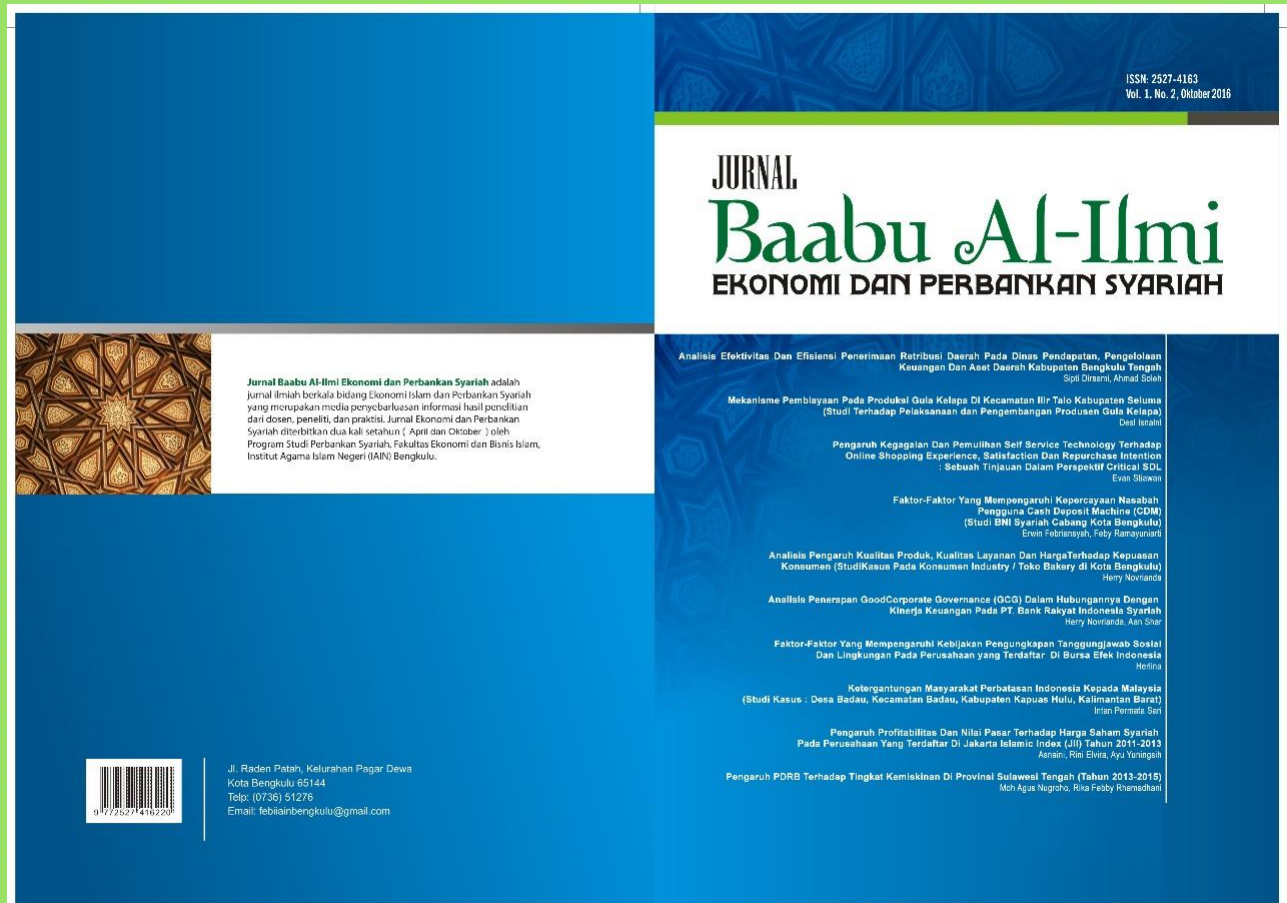 ISSN: 2527-4163
Vol. 1, No. 2, Oktober 2016
JURNAL
Baabu Al-Ilmi
EKONOMI DAN PERBANKAN SYARIAH
Analisis Efektivitas Dan Efisiensi Penerimaan Retribusi Daerah Pada Dinas Pendapatan, Pengelolaan
Keuangan Dan Aset Daerah Kabupaten Bengkulu Tengah
Sipti Dirsami, Ahmad Soleh
Mekanisme Pembiayaan Pada Produksi Gula Kelapa Di Kecamatan Ilir Talo Kabupaten Seluma
(Studi Terhadap Pelaksanaan dan Pengembangan Produsen Gula Kelapa)
Desi Isnaini
Pengaruh Kegagalan Dan Pemulihan Self Service Technology Terhadap
Online Shopping Experience, Satisfaction Dan Repurchase Intention
: Sebuah Tinjauan Dalam Perspektif Critical SDL
Evan Stiawan
Faktor-Faktor Yang Mempengaruhi Kepercayaan Nasabah
Pengguna Cash Deposit Machine (CDM)
(Studi BNI Syariah Cabang Kota Bengkulu)
Erwin Febriansyah, Feby Ramayuniarti
Analisis Pengaruh Kualitas Produk, Kualitas Layanan Dan HargaTerhadap Kepuasan
Konsumen (StudiKasus Pada Konsumen Industry / Toko Bakery di Kota Bengkulu)
Herry Novrianda
Analisis Penerapan GoodCorporate Governance (GCG) Dalam Hubungannya Dengan
Kinerja Keuangan Pada PT. Bank Rakyat Indonesia Syariah
Herry Novrianda, Aan Shar
Faktor-Faktor Yang Mempengaruhi Kebijakan Pengungkapan Tanggungjawab Sosial
Dan Lingkungan Pada Perusahaan yang Terdaftar Di Bursa Efek Indonesia
Herlina
Ketergantungan Masyarakat Perbatasan Indonesia Kepada Malaysia
(Studi Kasus : Desa Badau, Kecamatan Badau, Kabupaten Kapuas Hulu, Kalimantan Barat)
Intan Permata Sari
Pengaruh Profitabilitas Dan Nilai Pasar Terhadap Harga Saham Syariah
Pada Perusahaan Yang Terdaftar Di Jakarta Islamic Index (JII) Tahun 2011-2013
Asnaini, Rini Elvira, Ayu Yuningsih
Pengaruh PDRB Terhadap Tingkat Kemiskinan Di Provinsi Sulawesi Tengah (Tahun 2013-2015)
Moh Agus Nugroho, Rika Febby Rhamadhani
Jurnal Baabu Al-Ilmi Ekonomi dan Perbankan Syariah adalah
jurnal ilmiah berkala bidang Ekonomi Islam dan Perbankan Syariah
yang merupakan media penyebarluasan informasi hasil penelitian
dari dosen, peneliti, dan praktisi. Jurnal Ekonomi dan Perbankan
Syariah diterbitkan dua kali setahun ( April dan Oktober ) oleh
Program Studi Perbankan Syariah, Fakultas Ekonomi dan Bisnis Islam,
Institut Agama Islam Negeri (IAIN) Bengkulu.
Jl. Raden Patah, Kelurahan Pagar Dewa
Kota Bengkulu 65144
Telp: (0736) 51276
Email: febiiainbengkulu@gmail.com
9 772527 416220